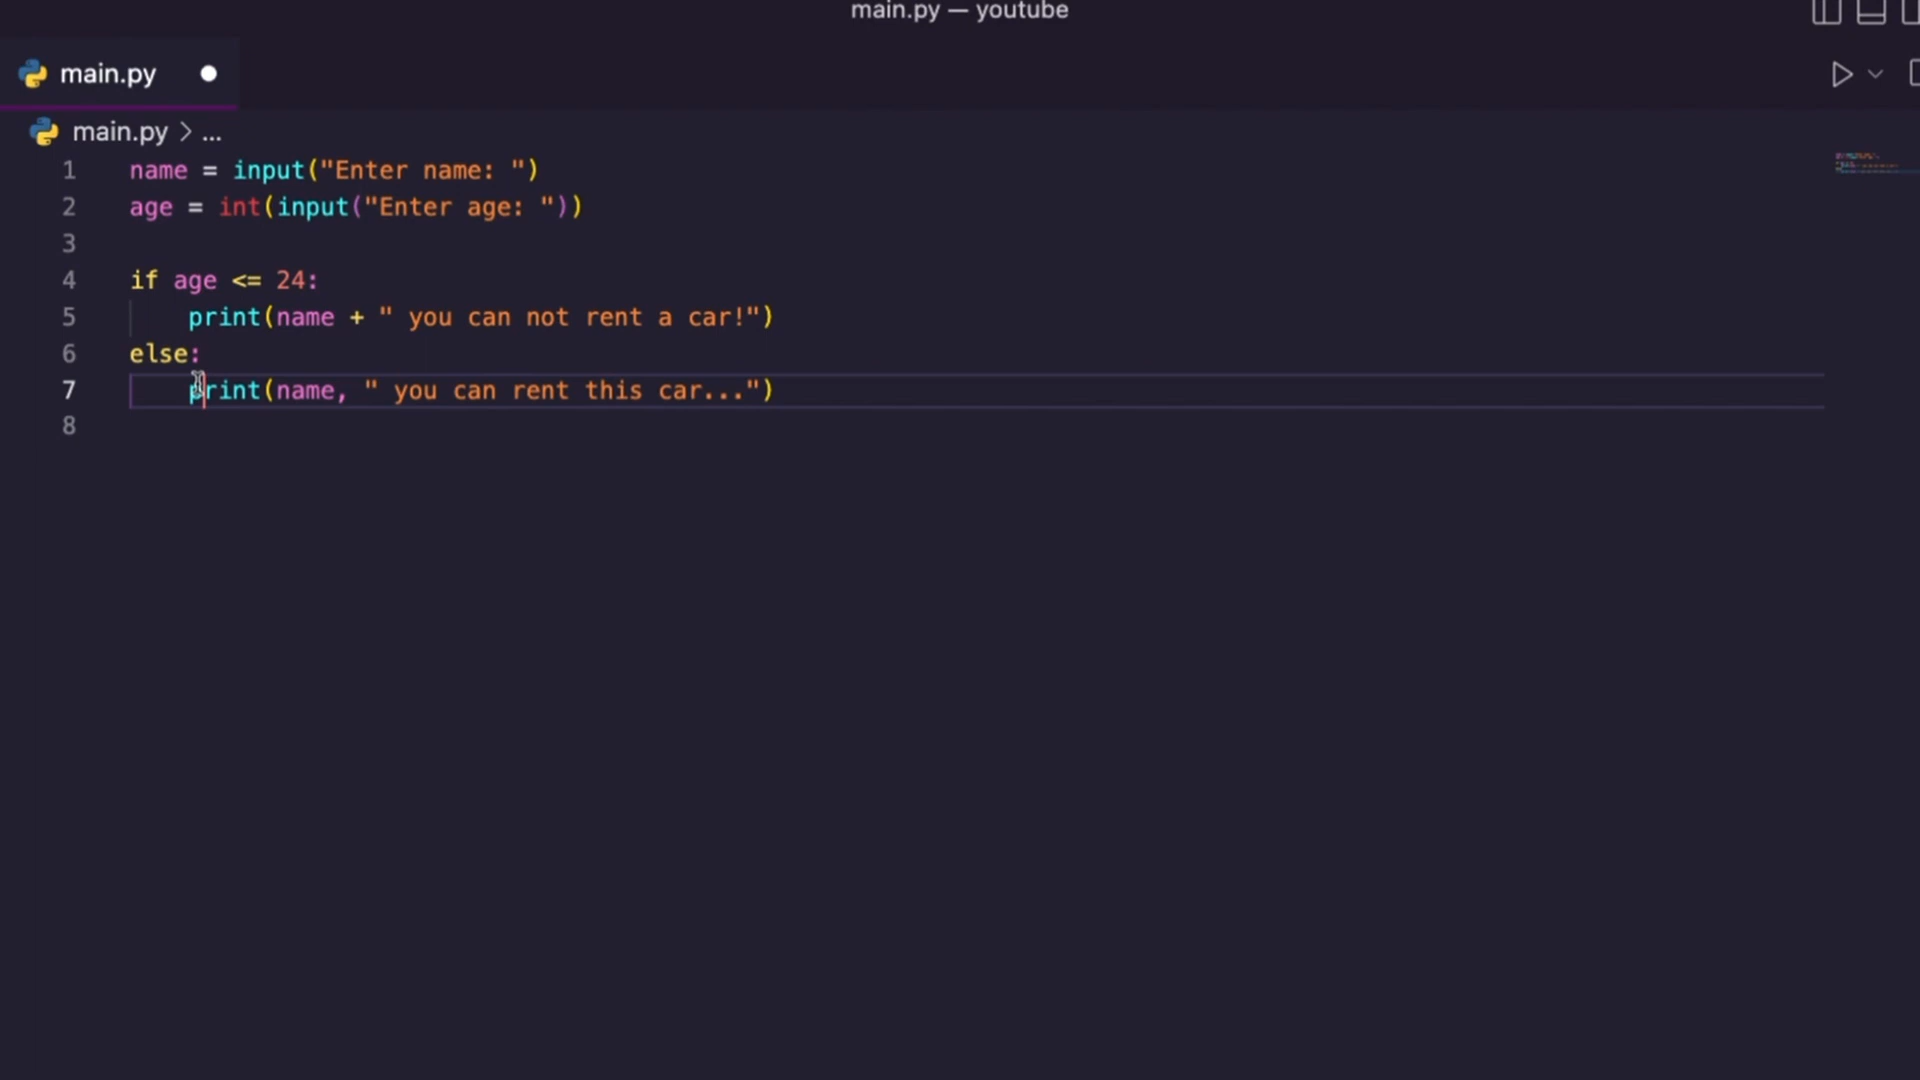 main.py — youtube
main.py
main.py > ...
1 name = input("Enter name: ")
2 age = int(input("Enter age: "))
3
4 if age <= 24:
5     print(name + " you can not rent a car!")
6 else:
7     print(name, " you can rent this car...")
8